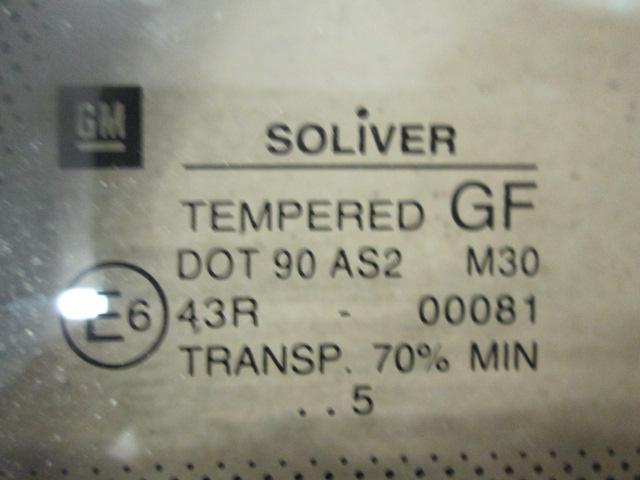 GM
SOLiVER
TEMPERED GF
DOT 90 AS2 M30
E6 43R - 00081
TRANSP. 70% MIN
. . 5